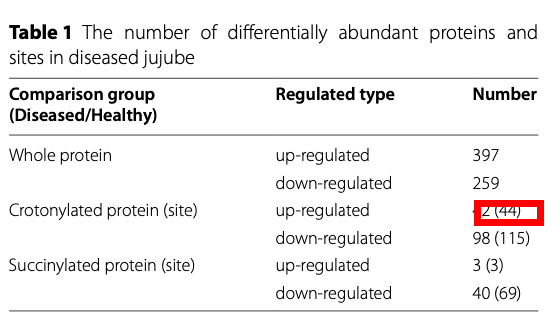 Table 1 The number of differentially abundant proteins and
sites in diseased jujube
Comparison group
(Diseased/Healthy) Regulated type Number
Whole protein up-regulated 397
down-regulated 259
Crotonylated protein (site) up-regulated (44)
down-regulated 98 (115)
Succinylated protein (site) up-regulated 3 (3)
down-regulated 40 (69)